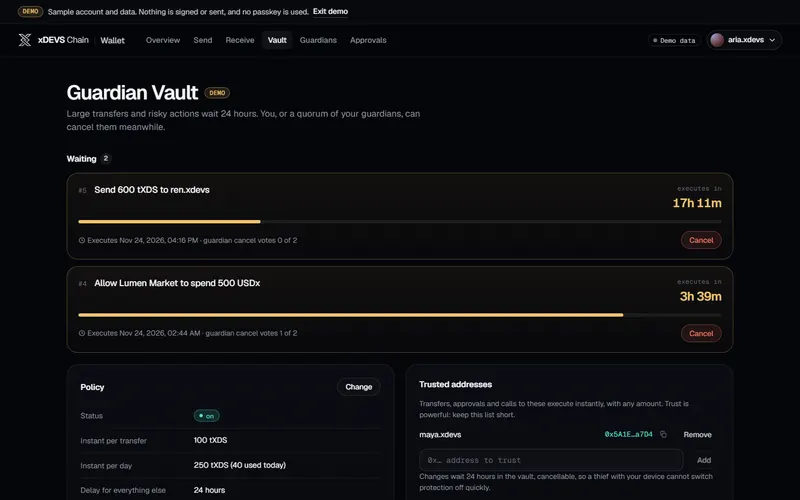 DEMO Sample account and data. Nothing is signed or sent, and no passkey is used. Exit demo
xDEVS Chain Wallet Overview Send Receive Vault Guardians Approvals Demo data aria.xdevs
Guardian Vault DEMO
Large transfers and risky actions wait 24 hours. You, or a quorum of your guardians, can
cancel them meanwhile.
Waiting 2
#5 Send 600 tXDS to ren.xdevs executes in
17h 11m
Executes Nov 24, 2026, 04:16 PM · guardian cancel votes 0 of 2 Cancel
#4 Allow Lumen Market to spend 500 USDx executes in
3h 39m
Executes Nov 24, 2026, 02:44 AM · guardian cancel votes 1 of 2 Cancel
Policy Change
Status on
Instant per transfer 100 tXDS
Instant per day 250 tXDS (40 used today)
Delay for everything else 24 hours
Trusted addresses
Transfers, approvals and calls to these execute instantly, with any amount. Trust is
powerful: keep this list short.
maya.xdevs 0x5A1E…a7D4 Remove
0x… address to trust Add
Changes wait 24 hours in the vault, cancellable, so a thief with your device cannot switch
protection off quickly.